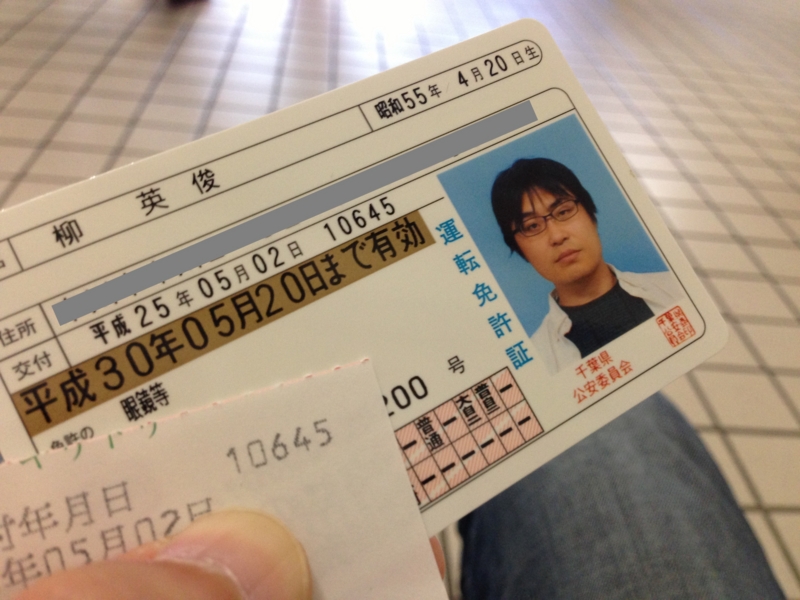 柳 英俊
昭和55年 4月20日生
住所
交付 平成25年05月02日 10645
平成30年05月20日まで有効
眼鏡等
免許の
運転免許証
200 号
普通
大自二
普自二
千葉県
公安委員会
10645
付年月日
年05月02日